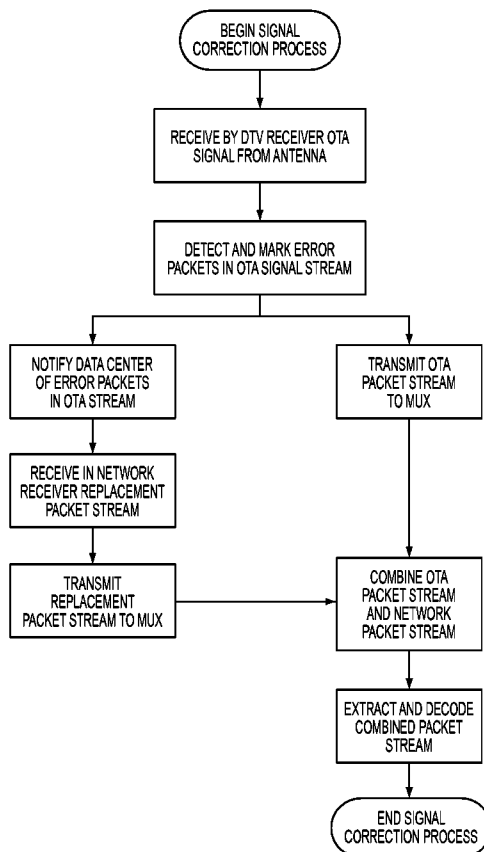 BEGIN SIGNAL
CORRECTION PROCESS
RECEIVE BY DTV RECEIVER OTA
SIGNAL FROM ANTENNA
DETECT AND MARK ERROR
PACKETS IN OTA SIGNAL STREAM
NOTIFY DATA CENTER
OF ERROR PACKETS
IN OTA STREAM
TRANSMIT OTA
PACKET STREAM
TO MUX
RECEIVE IN NETWORK
RECEIVER REPLACEMENT
PACKET STREAM
TRANSMIT
REPLACEMENT
PACKET STREAM TO MUX
COMBINE OTA
PACKET STREAM
AND NETWORK
PACKET STREAM
EXTRACT AND DECODE
COMBINED PACKET
STREAM
END SIGNAL
CORRECTION PROCESS